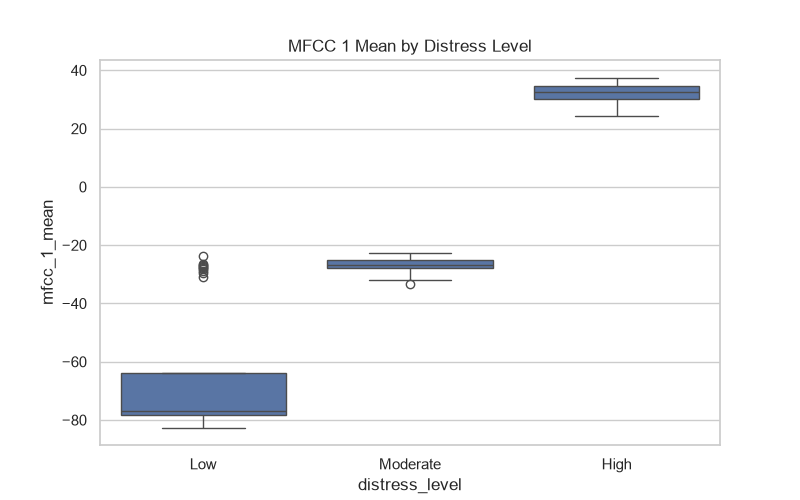 MFCC 1 Mean by Distress Level
mfcc_1_mean
40
20
0
−20
−40
−60
−80
Low
Moderate
High
distress_level